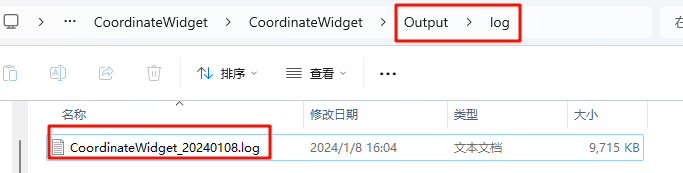 … CoordinateWidget > CoordinateWidget > Output > log 在
排序 查看 …
名称 修改日期 类型 大小
CoordinateWidget_20240108.log 2024/1/8 16:04 文本文档 9,715 KB